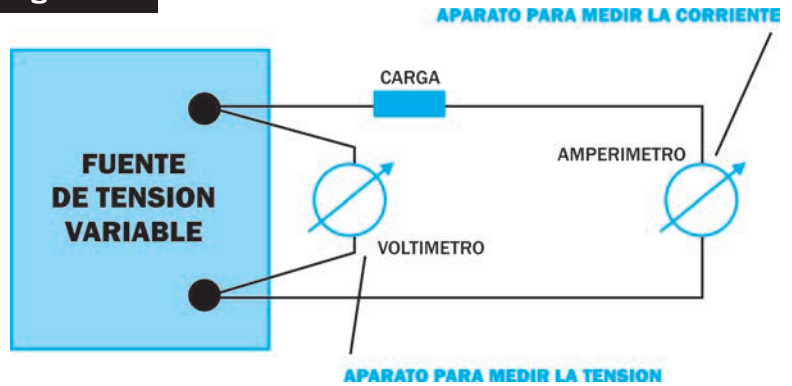 APARATO PARA MEDIR LA CORRIENTE
CARGA
AMPERIMETRO
FUENTE
DE TENSION
VARIABLE
VOLTIMETRO
APARATO PARA MEDIR LA TENSION